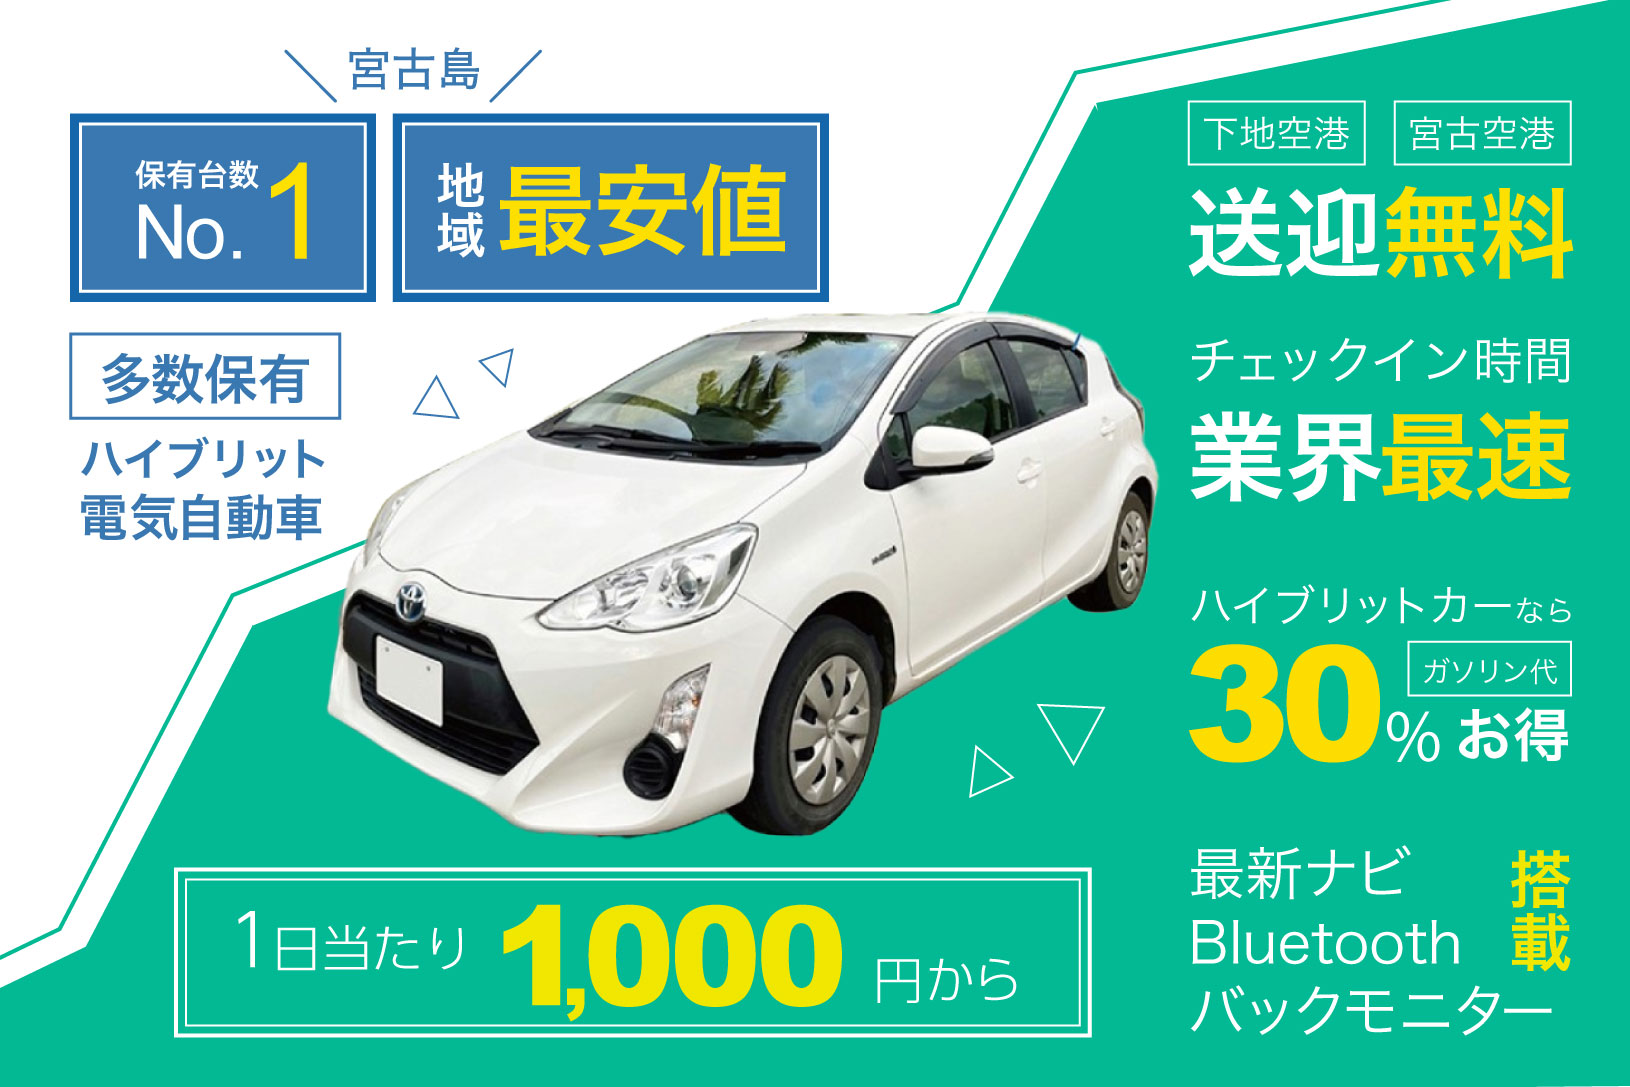 宮古島
保有台数
No. 1
地域 最安値
多数保有
ハイブリット
電気自動車
下地空港 宮古空港
送迎無料
チェックイン時間
業界最速
ハイブリットカーなら
30% ガソリン代 お得
最新ナビ
Bluetooth
バックモニター
搭載
1日当たり 1,000 円から